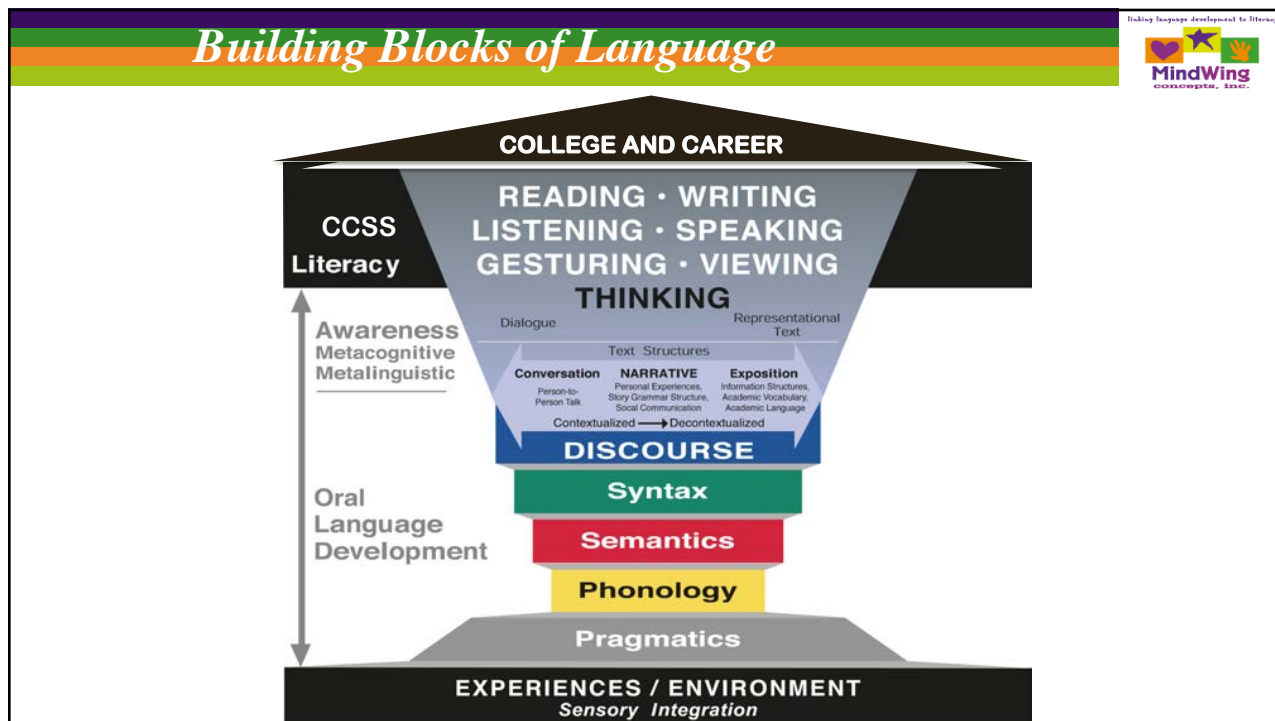 linking language development to literacy
Building Blocks of Language
MindWing
concepts, inc.
COLLEGE AND CAREER
READING · WRITING
CCSS
LISTENING · SPEAKING
Literacy
GESTURING · VIEWING
THINKING
Dialogue
Representational
Text
Awareness
Metacognitive
Metalinguistic
Text Structures
Conversation
Person-to-
Person Talk
NARRATIVE
Personal Experiences,
Story Grammar Structure,
Socal Communication
Exposition
Information Structures,
Academic Vocabulary,
Academic Language
Contextualized → Decontextualized
DISCOURSE
Syntax
Oral
Language
Development
Semantics
Phonology
Pragmatics
EXPERIENCES / ENVIRONMENT
Sensory Integration